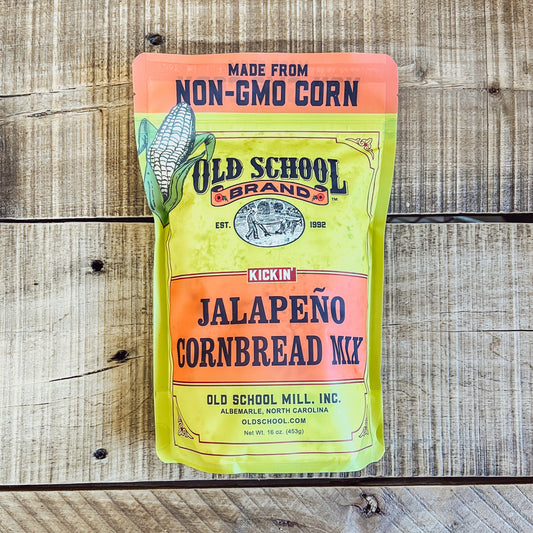 MADE FROM
NON-GMO CORN
OLD SCHOOL
BRAND™
EST. 1992
KICKIN'
JALAPEÑO
CORNBREAD MIX
OLD SCHOOL MILL, INC.
ALBEMARLE, NORTH CAROLINA
OLDSCHOOL.COM
Net Wt. 16 oz. (453g)